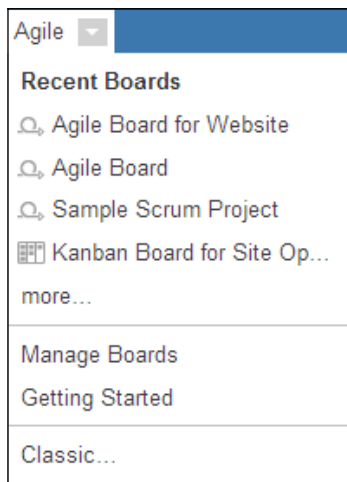 Agile
Recent Boards
Agile Board for Website
Agile Board
Sample Scrum Project
Kanban Board for Site Op...
more...
Manage Boards
Getting Started
Classic...